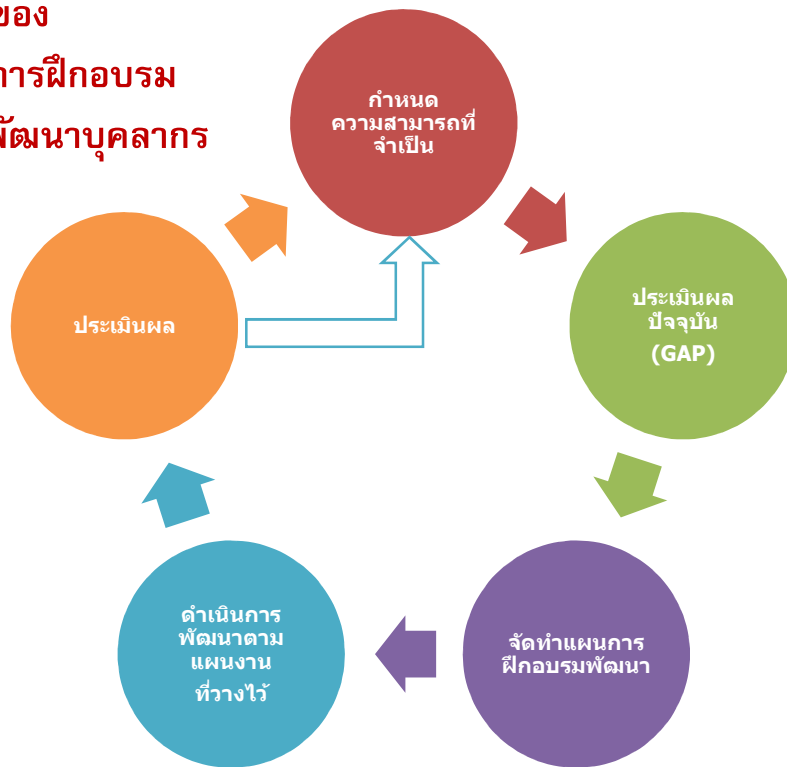 ของ
การฝึกอบรม
พัฒนาบุคลากร
กำหนด
ความสามารถที่
จำเป็น
ประเมินผล
ปัจจุบัน
(GAP)
จัดทำแผนการ
ฝึกอบรมพัฒนา
ดำเนินการ
พัฒนาตาม
แผนงาน
ที่วางไว้
ประเมินผล